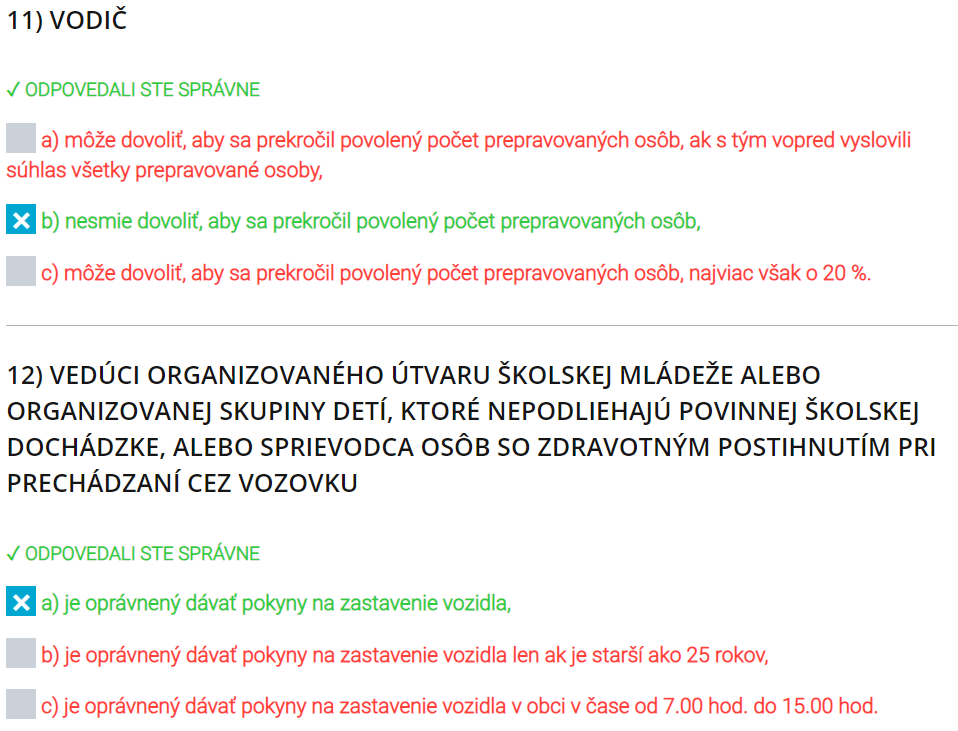 11) VODIČ
✓ ODPOVEDALI STE SPRÁVNE
a) môže dovoliť, aby sa prekročil povolený počet prepravovaných osôb, ak s tým vopred vyslovili
súhlas všetky prepravované osoby,
b) nesmie dovoliť, aby sa prekročil povolený počet prepravovaných osôb,
c) môže dovoliť, aby sa prekročil povolený počet prepravovaných osôb, najviac však o 20 %.
12) VEDÚCI ORGANIZOVANÉHO ÚTVARU ŠKOLSKEJ MLÁDEŽE ALEBO
ORGANIZOVANEJ SKUPINY DETÍ, KTORÉ NEPODLIEHAJÚ POVINNEJ ŠKOLSKEJ
DOCHÁDZKE, ALEBO SPRIEVODCA OSÔB SO ZDRAVOTNÝM POSTIHNUTÍM PRI
PRECHÁDZANÍ CEZ VOZOVKU
✓ ODPOVEDALI STE SPRÁVNE
a) je oprávnený dávať pokyny na zastavenie vozidla,
b) je oprávnený dávať pokyny na zastavenie vozidla len ak je starší ako 25 rokov,
c) je oprávnený dávať pokyny na zastavenie vozidla v obci v čase od 7.00 hod. do 15.00 hod.